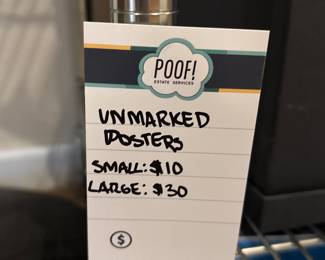 POOF!
ESTATE SERVICES
UNMARKED
POSTERS
SMALL: $10
LARGE: $30
$